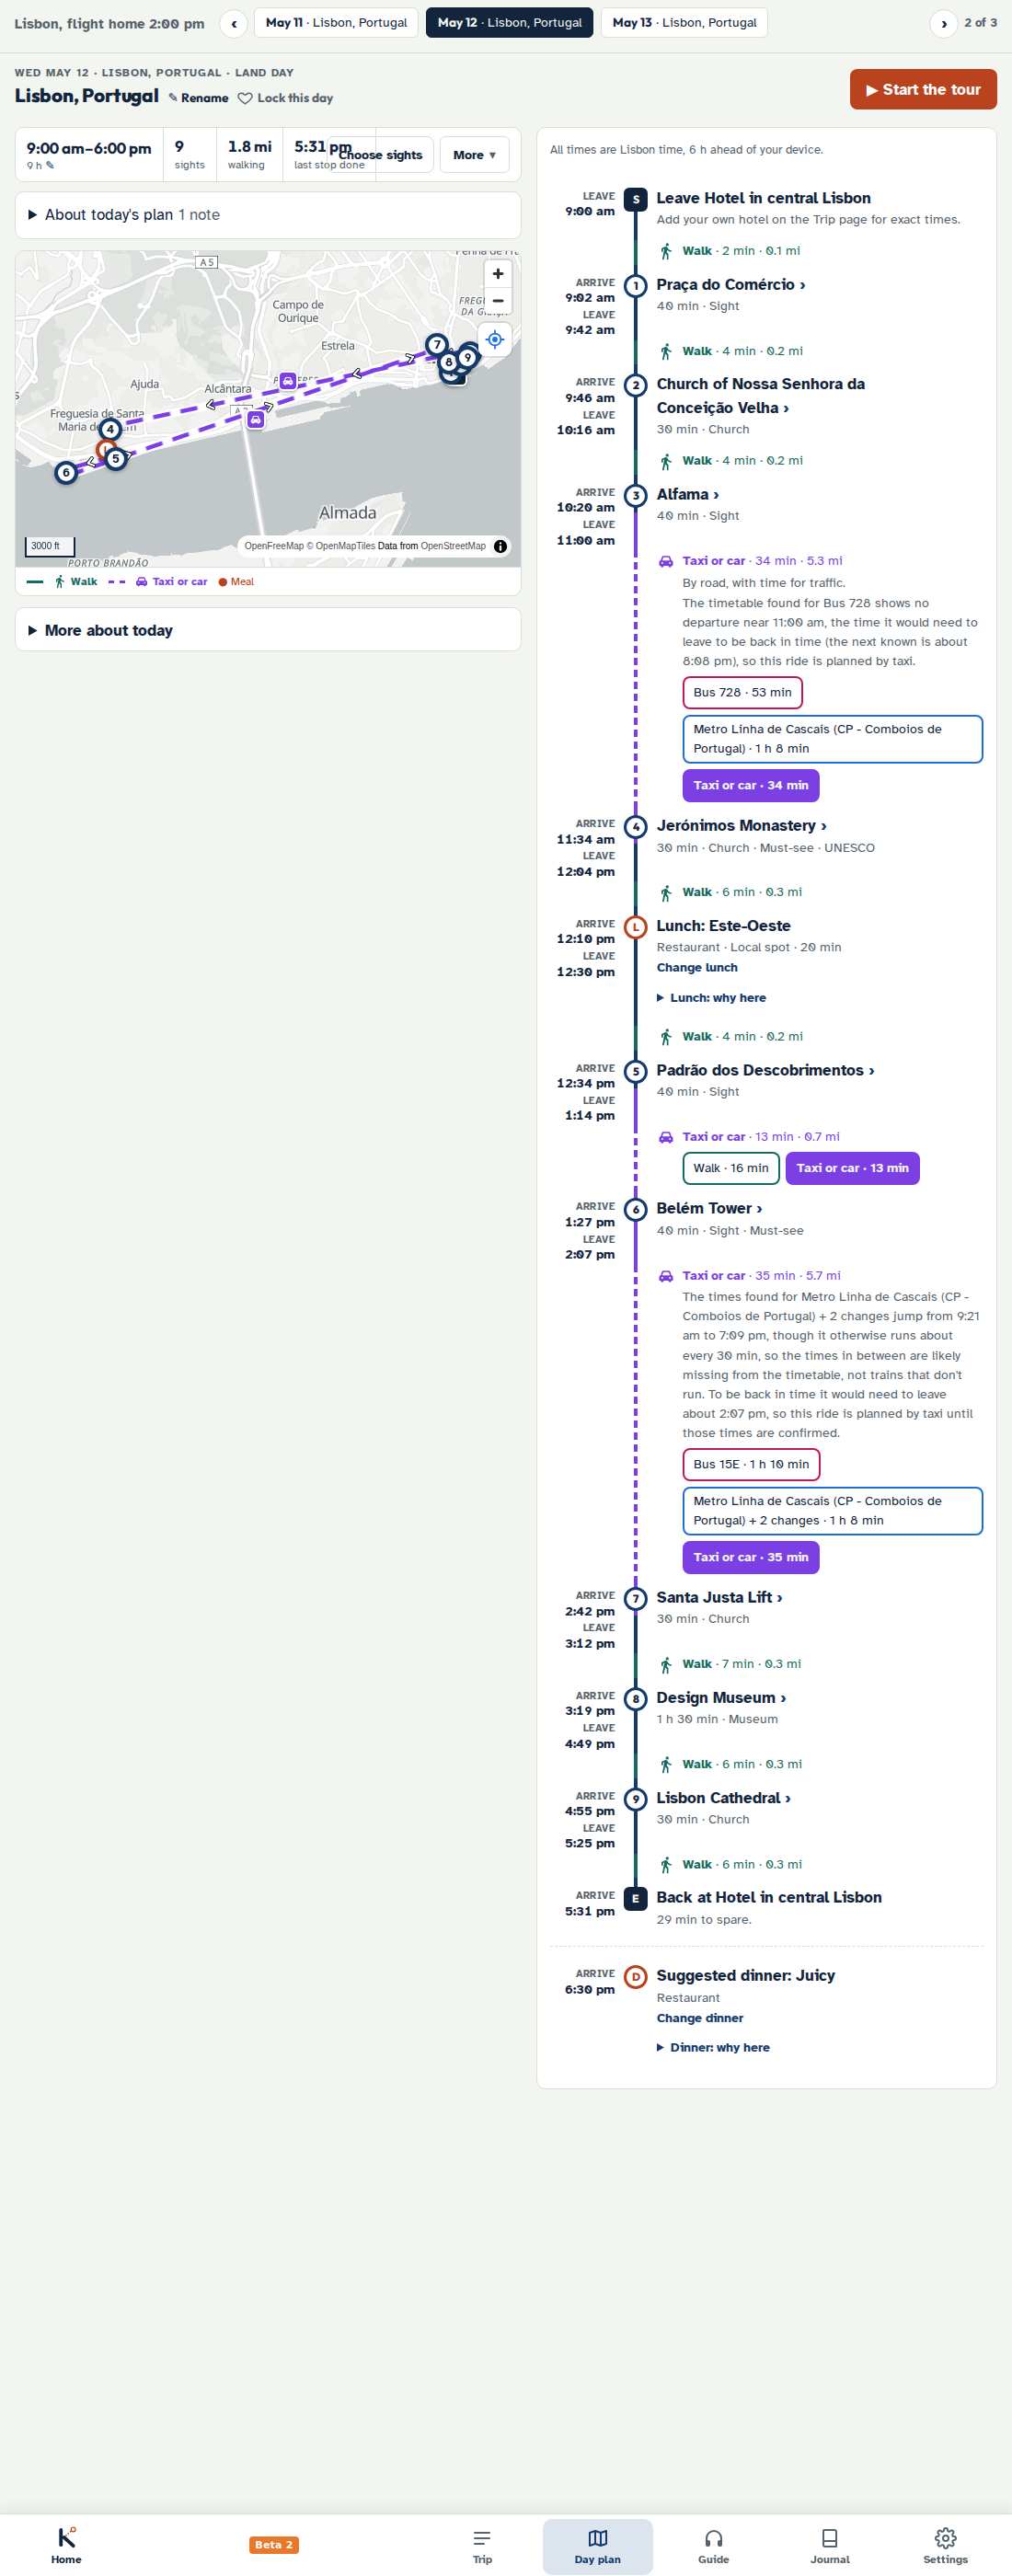 Lisbon, flight home 2:00 pm
‹
May 11 · Lisbon, Portugal
May 12 · Lisbon, Portugal
May 13 · Lisbon, Portugal
›
2 of 3
WED MAY 12 · LISBON, PORTUGAL · LAND DAY
Lisbon, Portugal
✎ Rename
Lock this day
▶ Start the tour
9:00 am–6:00 pm
9 h ✎
9
sights
1.8 mi
walking
5:31 pm
last stop done
Choose sights
More ▾
▶ About today's plan 1 note
A 5
Campo de
Ourique
Estrela
Ajuda
Alcântara
Freguesia de Santa
Almada
PORTO BRANDÃO
+
−
4
5
6
7
8
9
3000 ft
OpenFreeMap © OpenMapTiles Data from OpenStreetMap
Walk
Taxi or car
Meal
▶ More about today
All times are Lisbon time, 6 h ahead of your device.
LEAVE
9:00 am
S
Leave Hotel in central Lisbon
Add your own hotel on the Trip page for exact times.
Walk · 2 min · 0.1 mi
ARRIVE
9:02 am
LEAVE
9:42 am
1
Praça do Comércio ›
40 min · Sight
Walk · 4 min · 0.2 mi
ARRIVE
9:46 am
LEAVE
10:16 am
2
Church of Nossa Senhora da
Conceição Velha ›
30 min · Church
Walk · 4 min · 0.2 mi
ARRIVE
10:20 am
LEAVE
11:00 am
3
Alfama ›
40 min · Sight
Taxi or car · 34 min · 5.3 mi
By road, with time for traffic.
The timetable found for Bus 728 shows no
departure near 11:00 am, the time it would need to
leave to be back in time (the next known is about
8:08 pm), so this ride is planned by taxi.
Bus 728 · 53 min
Metro Linha de Cascais (CP - Comboios de
Portugal) · 1 h 8 min
Taxi or car · 34 min
ARRIVE
11:34 am
LEAVE
12:04 pm
4
Jerónimos Monastery ›
30 min · Church · Must-see · UNESCO
Walk · 6 min · 0.3 mi
ARRIVE
12:10 pm
LEAVE
12:30 pm
L
Lunch: Este-Oeste
Restaurant · Local spot · 20 min
Change lunch
▶ Lunch: why here
Walk · 4 min · 0.2 mi
ARRIVE
12:34 pm
LEAVE
1:14 pm
5
Padrão dos Descobrimentos ›
40 min · Sight
Taxi or car · 13 min · 0.7 mi
Walk · 16 min
Taxi or car · 13 min
ARRIVE
1:27 pm
LEAVE
2:07 pm
6
Belém Tower ›
40 min · Sight · Must-see
Taxi or car · 35 min · 5.7 mi
The times found for Metro Linha de Cascais (CP -
Comboios de Portugal) + 2 changes jump from 9:21
am to 7:09 pm, though it otherwise runs about
every 30 min, so the times in between are likely
missing from the timetable, not trains that don't
run. To be back in time it would need to leave
about 2:07 pm, so this ride is planned by taxi until
those times are confirmed.
Bus 15E · 1 h 10 min
Metro Linha de Cascais (CP - Comboios de
Portugal) + 2 changes · 1 h 8 min
Taxi or car · 35 min
ARRIVE
2:42 pm
LEAVE
3:12 pm
7
Santa Justa Lift ›
30 min · Church
Walk · 7 min · 0.3 mi
ARRIVE
3:19 pm
LEAVE
4:49 pm
8
Design Museum ›
1 h 30 min · Museum
Walk · 6 min · 0.3 mi
ARRIVE
4:55 pm
LEAVE
5:25 pm
9
Lisbon Cathedral ›
30 min · Church
Walk · 6 min · 0.3 mi
ARRIVE
5:31 pm
E
Back at Hotel in central Lisbon
29 min to spare.
ARRIVE
6:30 pm
D
Suggested dinner: Juicy
Restaurant
Change dinner
▶ Dinner: why here
Home
Beta 2
Trip
Day plan
Guide
Journal
Settings